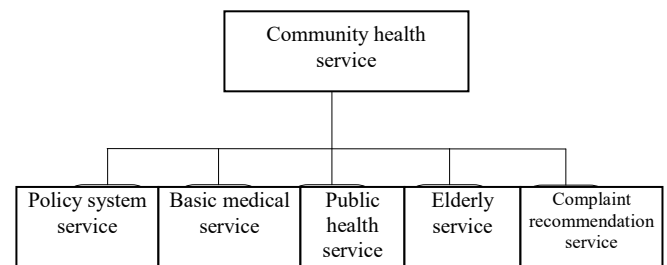 Community health
service
Policy system
service
Basic medical
service
Public
health
service
Elderly
service
Complaint
recommendation
service